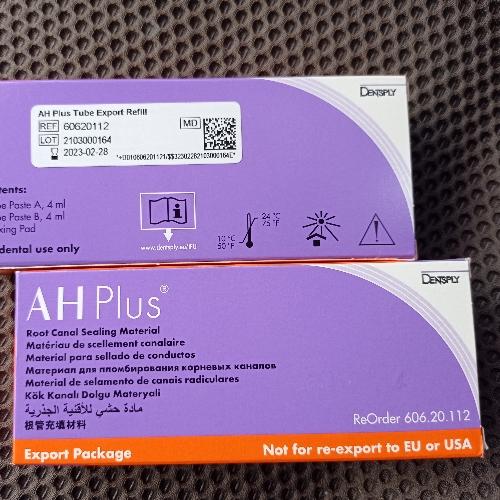 DENTSPLY
AH Plus Tube Export Refill
REF 60620112
MD
LOT 2103000164
2023-02-28
tents:
e Paste A, 4 ml
e Paste B, 4 ml
xing Pad
dental use only
www.dentsply.eu/IFU
10 °C
50 °F
24 °C
75 °F
DENTSPLY
AH Plus®
Root Canal Sealing Material
Matériau de scellement canalaire
Material para sellado de conductos
Материал для пломбирования корневых каналов
Material de selamento de canais radiculares
Kök Kanalı Dolgu Materyali
مادة حشي للأقنية الجذرية
根管充填材料
ReOrder 606.20.112
Export Package
Not for re-export to EU or USA